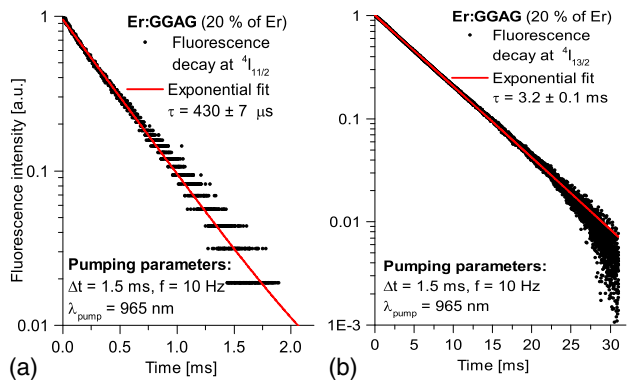 Er:GGAG (20 % of Er)
Fluorescence
decay at ⁴I₁₁/₂
Exponential fit
τ = 430 ± 7 μs
Fluorescence intensity [a.u.]
1
0.1
0.01
Pumping parameters:
Δt = 1.5 ms, f = 10 Hz
λpump = 965 nm
0.0 0.5 1.0 1.5 2.0
Time [ms]
(a)
Er:GGAG (20 % of Er)
Fluorescence
decay at ⁴I₁₃/₂
Exponential fit
τ = 3.2 ± 0.1 ms
1
0.1
0.01
1E-3
Pumping parameters:
Δt = 1.5 ms, f = 10 Hz
λpump = 965 nm
0 5 10 15 20 25 30
Time [ms]
(b)